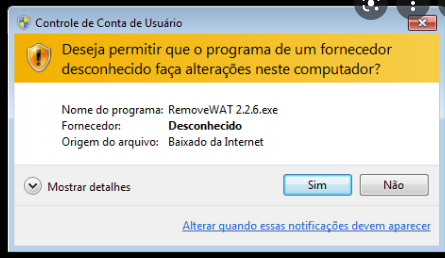 Controle de Conta de Usuário
Deseja permitir que o programa de um fornecedor
desconhecido faça alterações neste computador?
Nome do programa: RemoveWAT 2.2.6.exe
Fornecedor: Desconhecido
Origem do arquivo: Baixado da Internet
Mostrar detalhes
Sim
Não
Alterar quando essas notificações devem aparecer